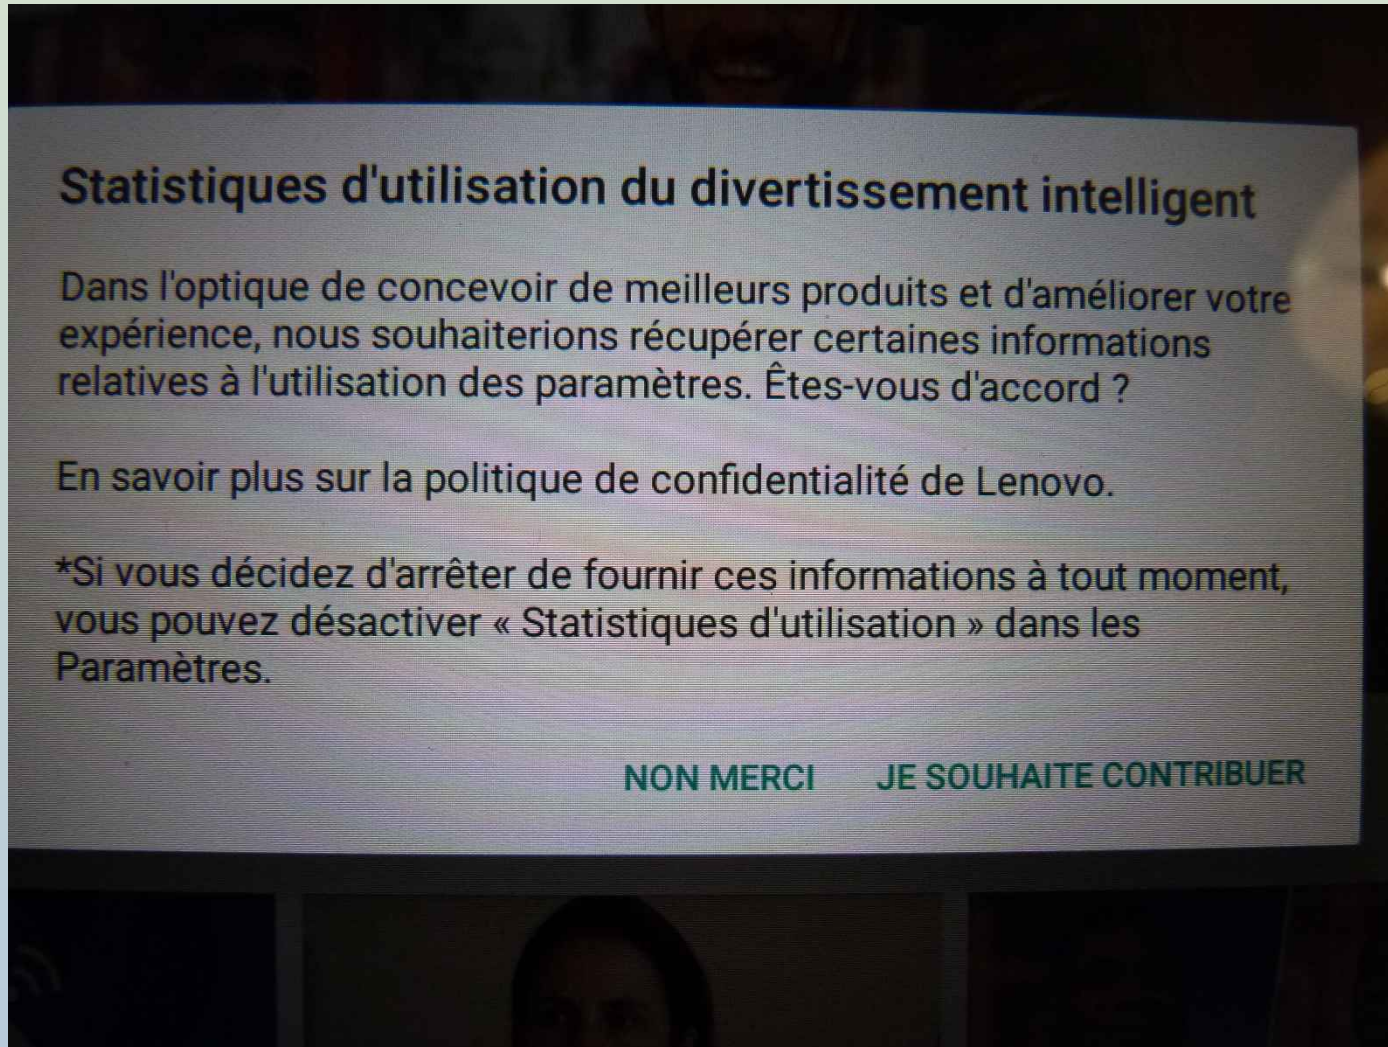 Statistiques d'utilisation du divertissement intelligent
Dans l'optique de concevoir de meilleurs produits et d'améliorer votre
expérience, nous souhaiterions récupérer certaines informations
relatives à l'utilisation des paramètres. Êtes-vous d'accord ?
En savoir plus sur la politique de confidentialité de Lenovo.
*Si vous décidez d'arrêter de fournir ces informations à tout moment,
vous pouvez désactiver « Statistiques d'utilisation » dans les
Paramètres.
NON MERCI JE SOUHAITE CONTRIBUER